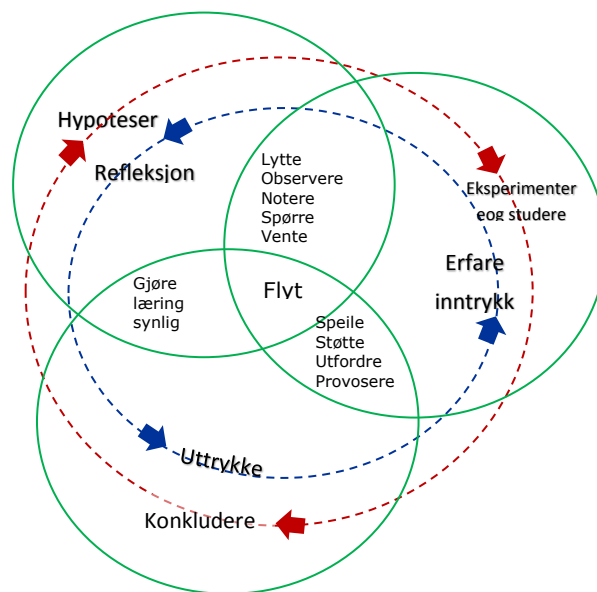 Hypoteser
Refleksjon
Lytte
Observere
Notere
Spørre
Vente
Eksperimenter
eog studere
Erfare
inntrykk
Gjøre
læring
synlig
Flyt
Speile
Støtte
Utfordre
Provosere
Uttrykke
Konkludere